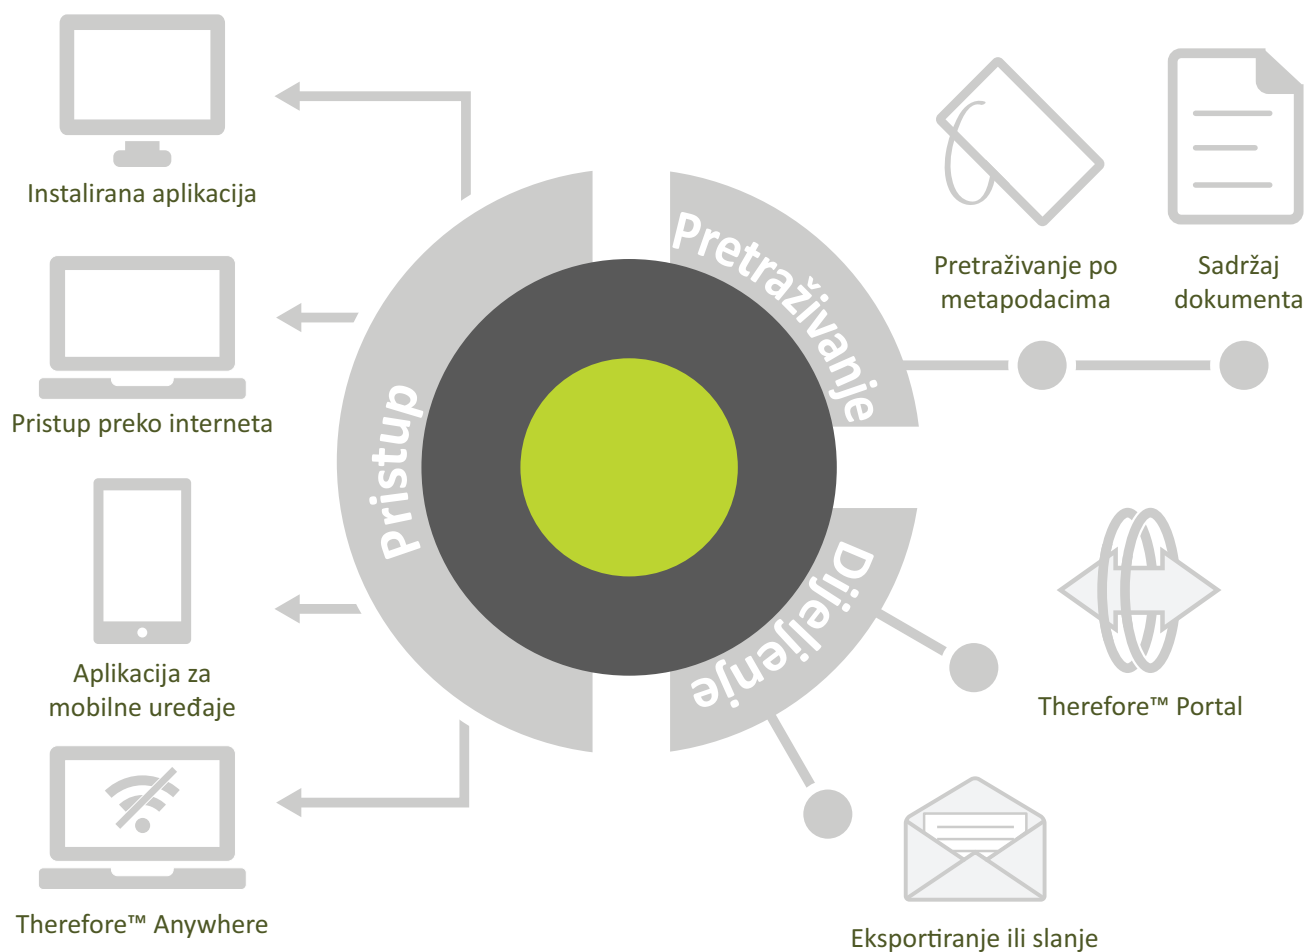 Instalirana aplikacija
Pristup preko interneta
Aplikacija za
mobilne uređaje
Therefore™ Anywhere
Pristup
Pretraživanje
Dijeljenje
Pretraživanje po
metapodacima
Sadržaj
dokumenta
Therefore™ Portal
Eksportiranje ili slanje